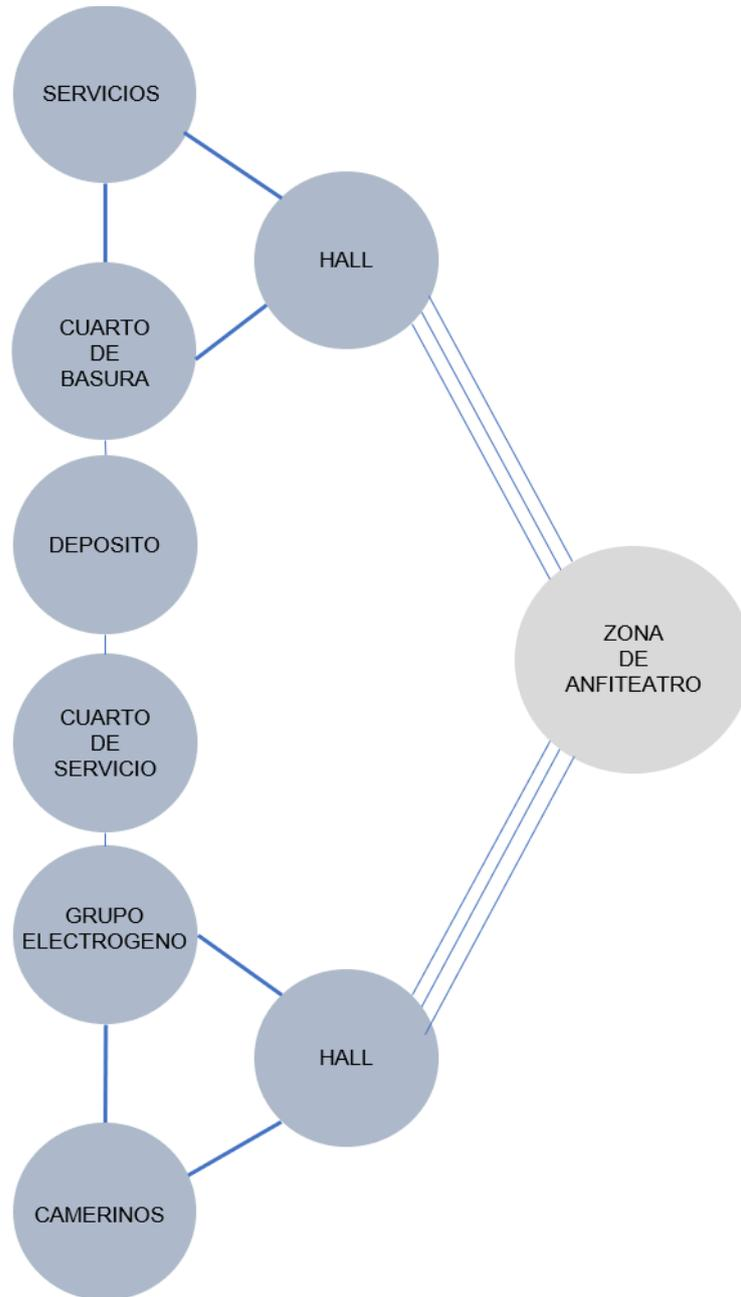 SERVICIOS
HALL
CUARTO
DE
BASURA
DEPOSITO
ZONA
DE
ANFITEATRO
CUARTO
DE
SERVICIO
GRUPO
ELECTROGENO
HALL
CAMERINOS